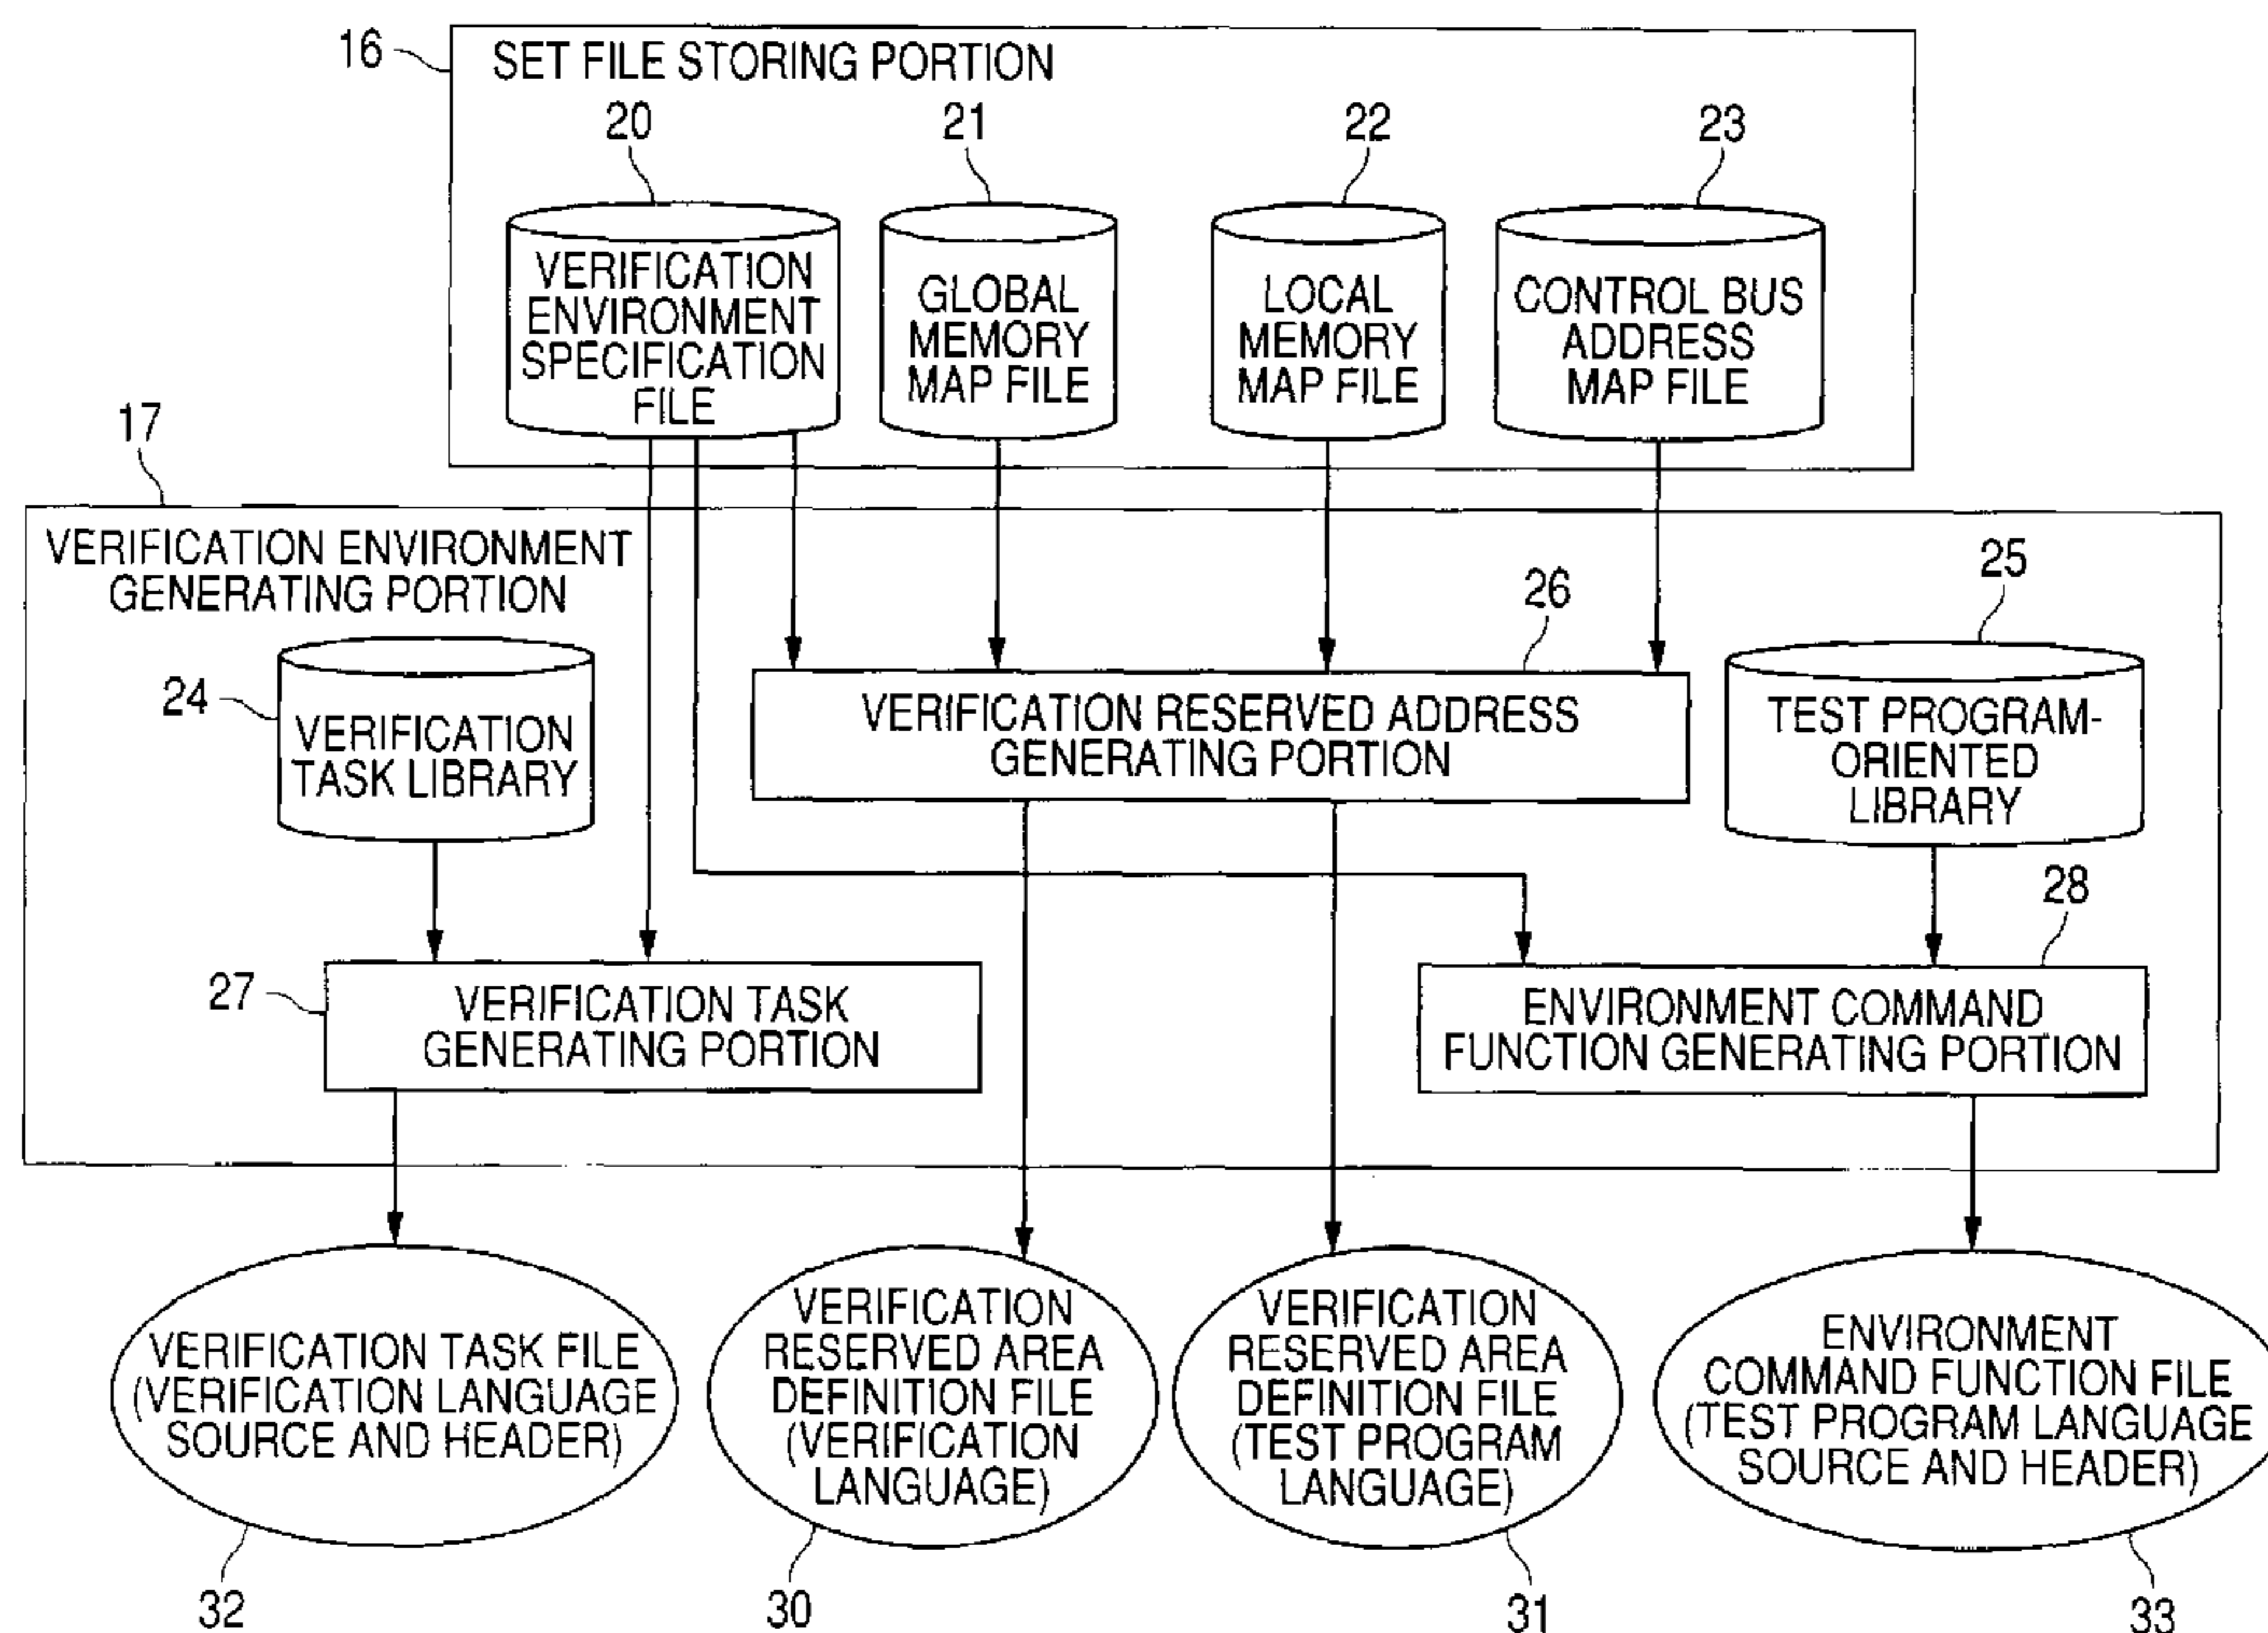 16
SET FILE STORING PORTION
20
21
22
23
VERIFICATION
ENVIRONMENT
SPECIFICATION
FILE
GLOBAL
MEMORY
MAP FILE
LOCAL
MEMORY
MAP FILE
CONTROL BUS
ADDRESS
MAP FILE
17
VERIFICATION ENVIRONMENT
GENERATING PORTION
24
VERIFICATION
TASK LIBRARY
26
VERIFICATION RESERVED ADDRESS
GENERATING PORTION
25
TEST PROGRAM-
ORIENTED
LIBRARY
27
VERIFICATION TASK
GENERATING PORTION
28
ENVIRONMENT COMMAND
FUNCTION GENERATING PORTION
VERIFICATION TASK FILE
(VERIFICATION LANGUAGE
SOURCE AND HEADER)
32
VERIFICATION
RESERVED AREA
DEFINITION FILE
(VERIFICATION
LANGUAGE)
30
VERIFICATION
RESERVED AREA
DEFINITION FILE
(TEST PROGRAM
LANGUAGE)
31
ENVIRONMENT
COMMAND FUNCTION FILE
(TEST PROGRAM LANGUAGE
SOURCE AND HEADER)
33